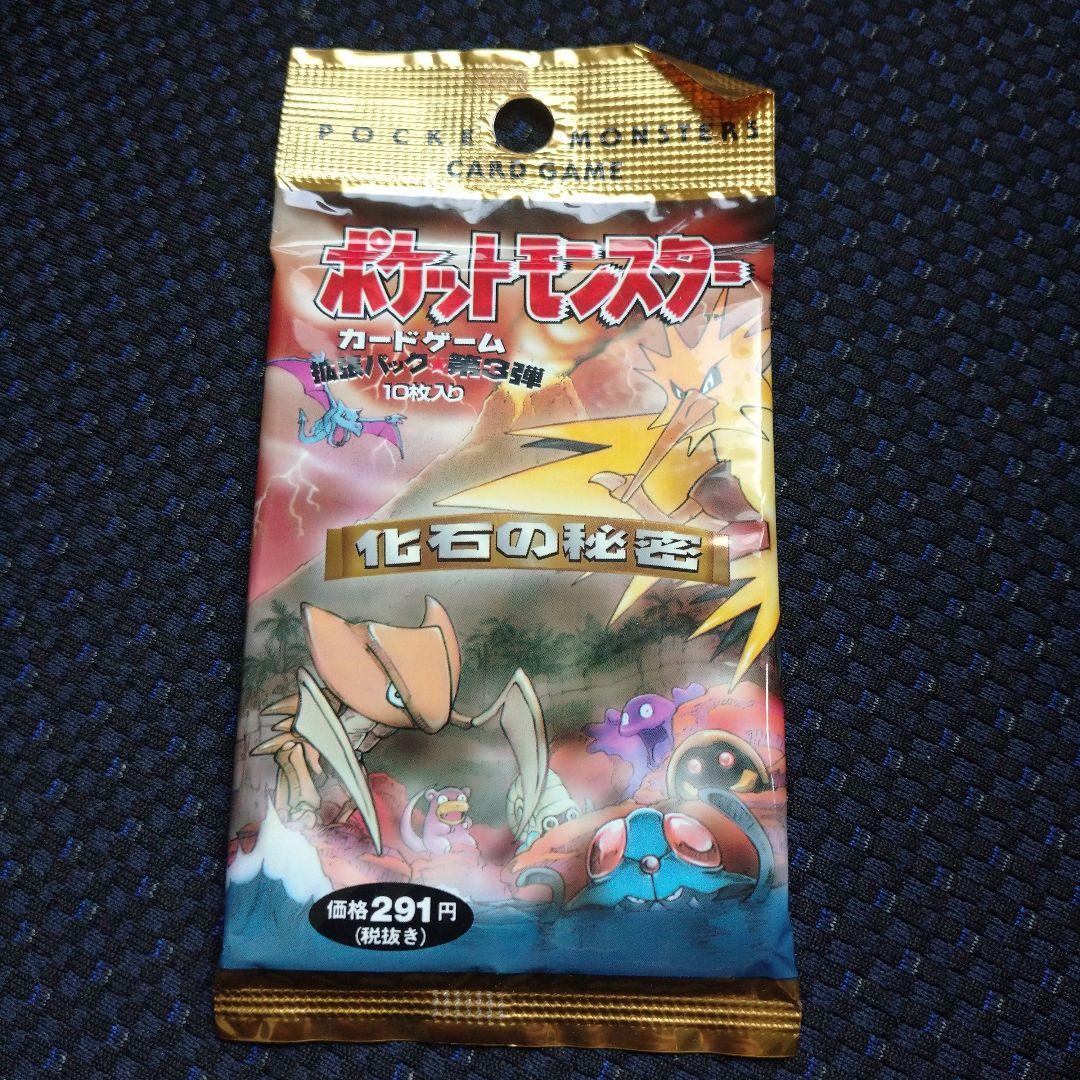 POCKET MONSTERS
CARD GAME
ポケットモンスター
カードゲーム
拡張パック★第3弾
10枚入り
化石の秘密
価格291円
(税抜き)